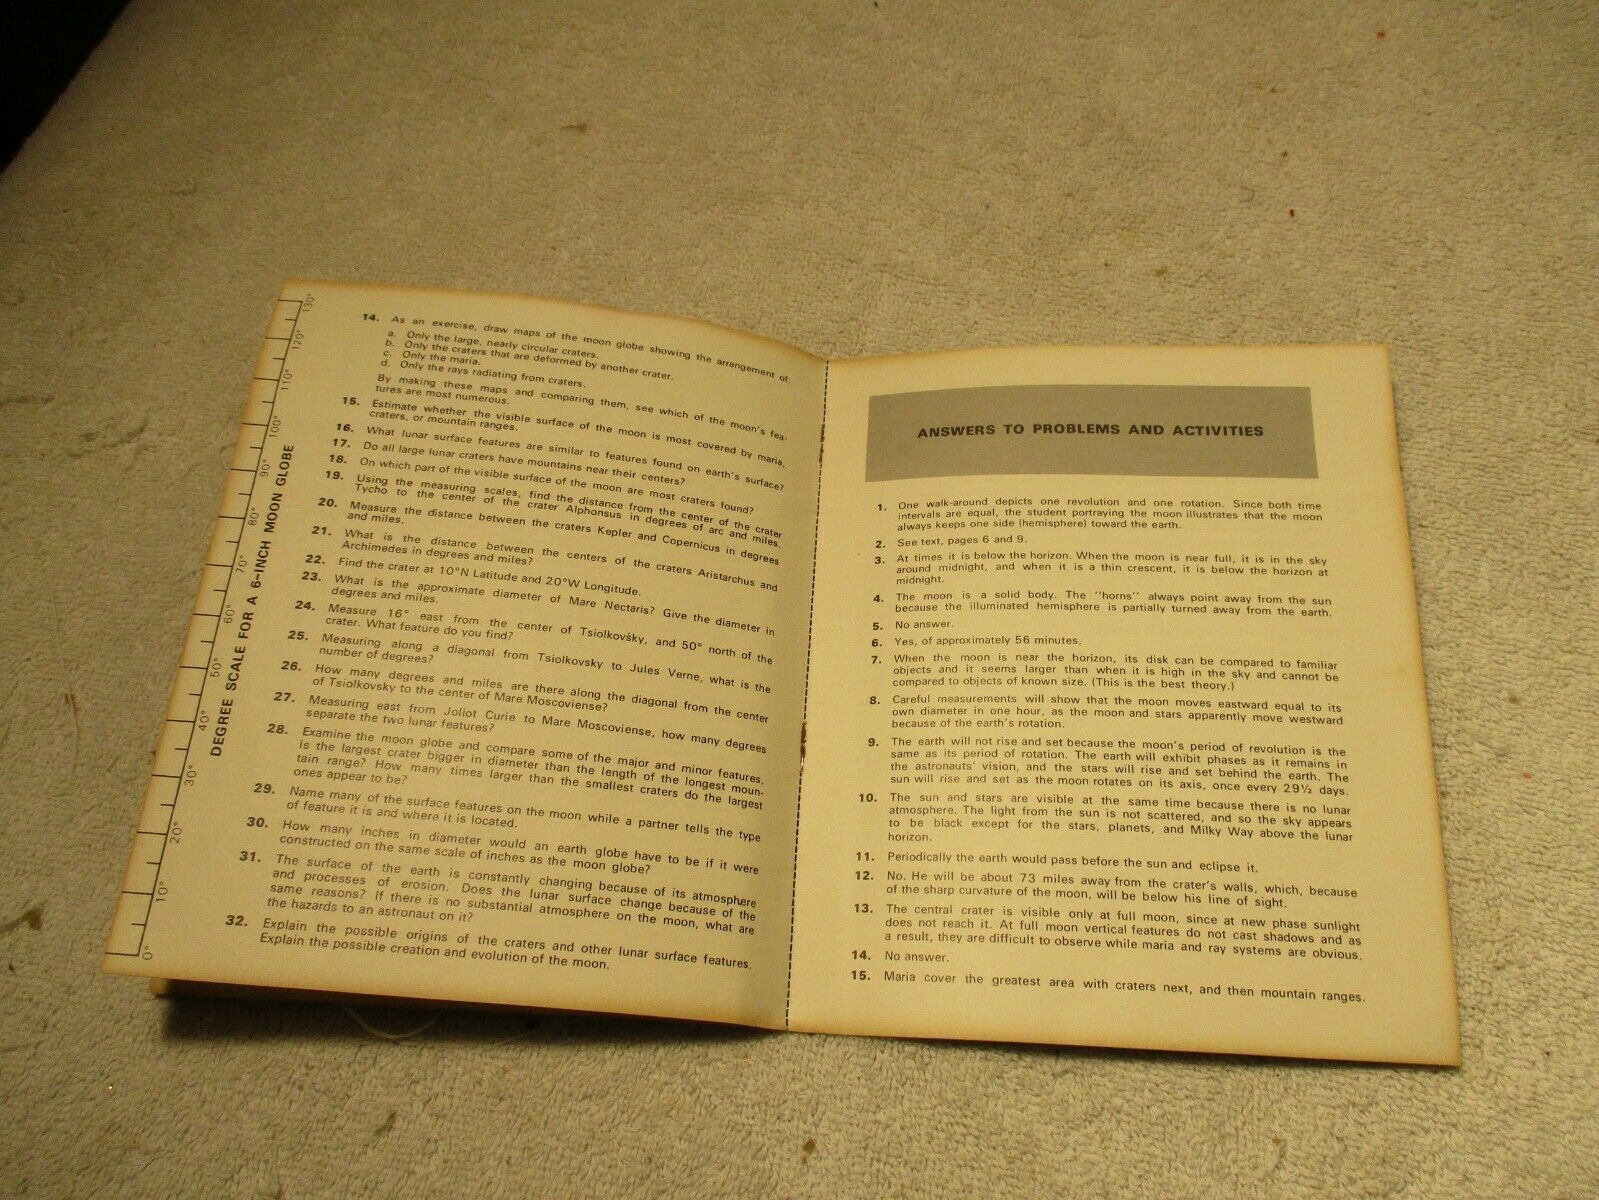 14. As an exercise, draw maps of the moon globe showing the arrangement of:
a. Only the large, nearly circular craters.
b. Only the craters that are deformed by another crater.
c. Only the maria.
d. Only the rays radiating from craters.
By making these maps and comparing them, see which of the moon's fea-
tures are most numerous.
15. Estimate whether the visible surface of the moon is most covered by maria,
craters, or mountain ranges.
16. What lunar surface features are similar to features found on earth's surface?
17. Do all large lunar craters have mountains near their centers?
18. On which part of the visible surface of the moon are most craters found?
19. Using the measuring scales, find the distance from the center of the crater
Tycho to the center of the crater Alphonsus in degrees of arc and miles.
20. Measure the distance between the craters Kepler and Copernicus in degrees
and miles.
21. What is the distance between the centers of the craters Aristarchus and
Archimedes in degrees and miles?
22. Find the crater at 10°N Latitude and 20°W Longitude.
23. What is the approximate diameter of Mare Nectaris? Give the diameter in
degrees and miles.
24. Measure 16° east from the center of Tsiolkovsky, and 50° north of the
crater. What feature do you find?
25. Measuring along a diagonal from Tsiolkovsky to Jules Verne, what is the
number of degrees?
26. How many degrees and miles are there along the diagonal from the center
of Tsiolkovsky to the center of Mare Moscoviense?
27. Measuring east from Joliot Curie to Mare Moscoviense, how many degrees
separate the two lunar features?
28. Examine the moon globe and compare some of the major and minor features.
Is the largest crater bigger in diameter than the length of the longest moun-
tain range? How many times larger than the smallest craters do the largest
ones appear to be?
29. Name many of the surface features on the moon while a partner tells the type
of feature it is and where it is located.
30. How many inches in diameter would an earth globe have to be if it were
constructed on the same scale of inches as the moon globe?
31. The surface of the earth is constantly changing because of its atmosphere
and processes of erosion. Does the lunar surface change because of the
same reasons? If there is no substantial atmosphere on the moon, what are
the hazards to an astronaut on it?
32. Explain the possible origins of the craters and other lunar surface features.
Explain the possible creation and evolution of the moon.
DEGREE SCALE FOR A 6-INCH MOON GLOBE
0°
10°
20°
30°
40°
50°
60°
70°
80°
90°
100°
110°
120°
130°
ANSWERS TO PROBLEMS AND ACTIVITIES
1. One walk-around depicts one revolution and one rotation. Since both time
intervals are equal, the student portraying the moon illustrates that the moon
always keeps one side (hemisphere) toward the earth.
2. See text, pages 6 and 9.
3. At times it is below the horizon. When the moon is near full, it is in the sky
around midnight, and when it is a thin crescent, it is below the horizon at
midnight.
4. The moon is a solid body. The "horns" always point away from the sun
because the illuminated hemisphere is partially turned away from the earth.
5. No answer.
6. Yes, of approximately 56 minutes.
7. When the moon is near the horizon, its disk can be compared to familiar
objects and it seems larger than when it is high in the sky and cannot be
compared to objects of known size. (This is the best theory.)
8. Careful measurements will show that the moon moves eastward equal to its
own diameter in one hour, as the moon and stars apparently move westward
because of the earth's rotation.
9. The earth will not rise and set because the moon's period of revolution is the
same as its period of rotation. The earth will exhibit phases as it remains in
the astronauts' vision, and the stars will rise and set behind the earth. The
sun will rise and set as the moon rotates on its axis, once every 29½ days.
10. The sun and stars are visible at the same time because there is no lunar
atmosphere. The light from the sun is not scattered, and so the sky appears
to be black except for the stars, planets, and Milky Way above the lunar
horizon.
11. Periodically the earth would pass before the sun and eclipse it.
12. No. He will be about 73 miles away from the crater's walls, which, because
of the sharp curvature of the moon, will be below his line of sight.
13. The central crater is visible only at full moon, since at new phase sunlight
does not reach it. At full moon vertical features do not cast shadows and as
a result, they are difficult to observe while maria and ray systems are obvious.
14. No answer.
15. Maria cover the greatest area with craters next, and then mountain ranges.